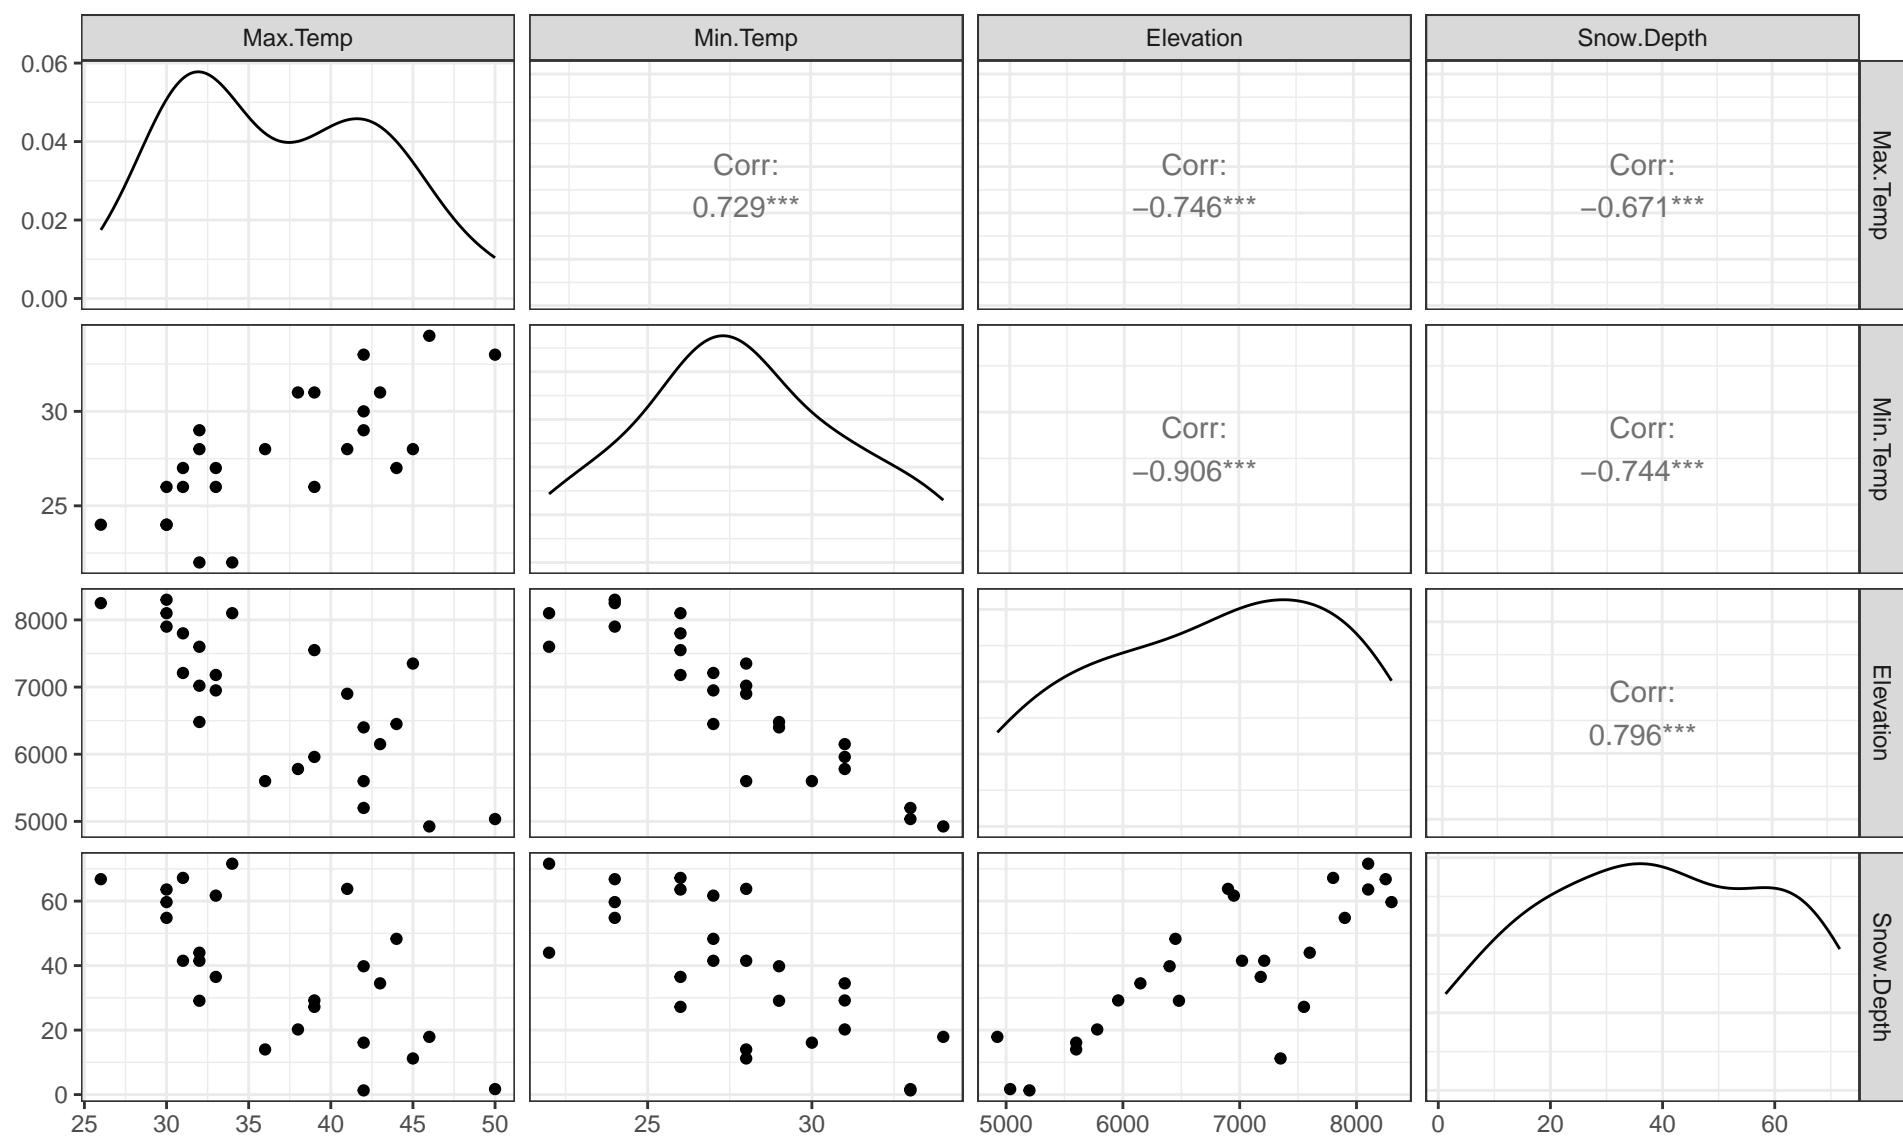 Max.Temp
Min.Temp
Elevation
Snow.Depth
0.06
0.04
0.02
0.00
Corr:
0.729***
Corr:
−0.746***
Corr:
−0.671***
Max.Temp
30
25
Corr:
−0.906***
Corr:
−0.744***
Min.Temp
8000
7000
6000
5000
Corr:
0.796***
Elevation
60
40
20
0
Snow.Depth
25 30 35 40 45 50
25 30
5000 6000 7000 8000
0 20 40 60